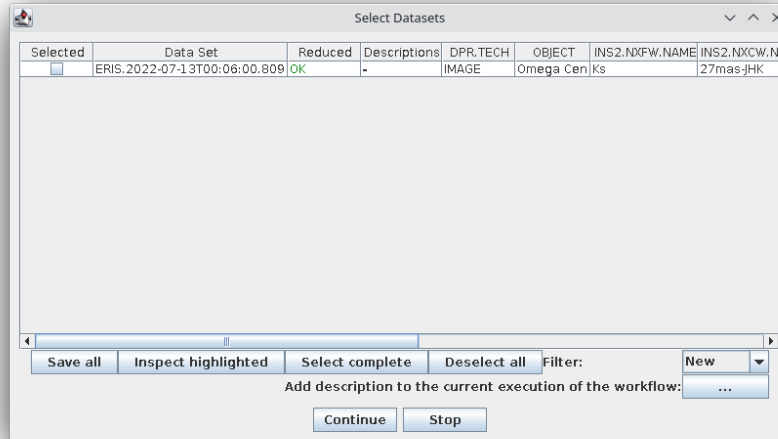 Select Datasets
Selected Data Set Reduced Descriptions DPR.TECH OBJECT INS2.NXFW.NAME INS2.NXCW.N
ERIS.2022-07-13T00:06:00.809 OK - IMAGE Omega Cen Ks 27mas-JHK
Save all Inspect highlighted Select complete Deselect all Filter: New
Add description to the current execution of the workflow: ...
Continue Stop